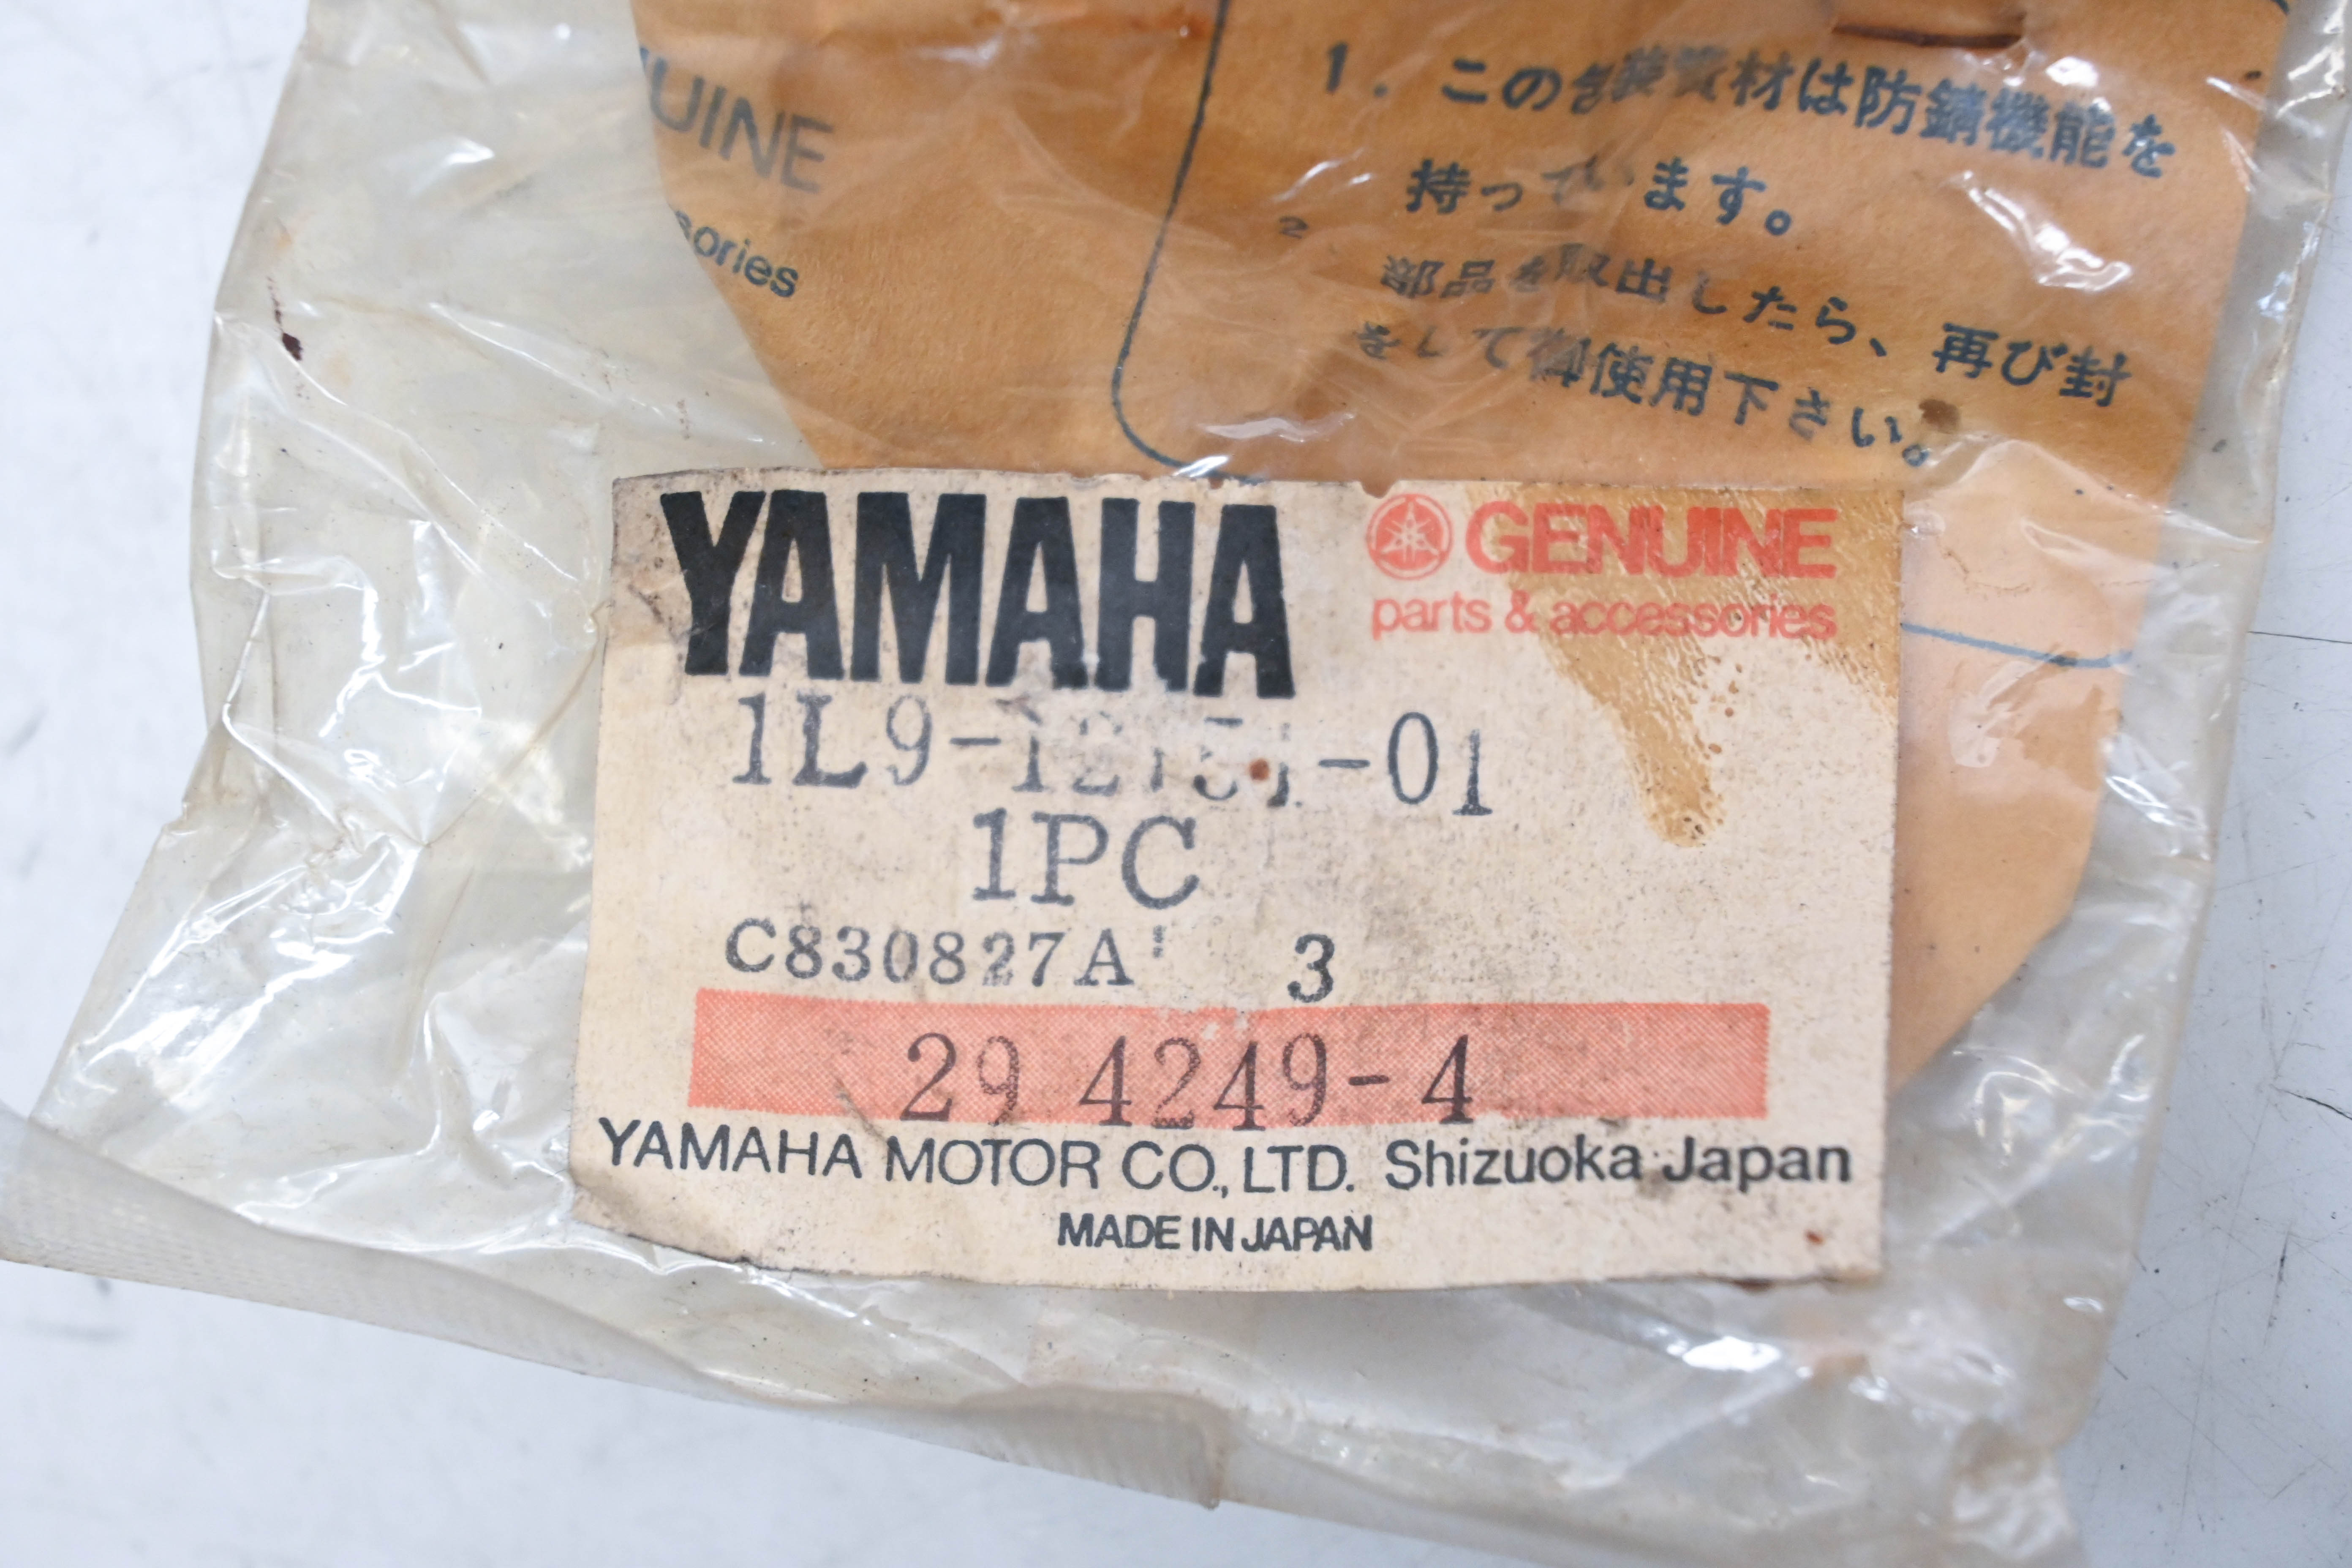 UINE
sories
1. この包装資材は防錆機能を
持っています。
2 部品を取出したら、再び封
をして御使用下さい。
YAMAHA
GENUINE
parts & accessories
1PC
C830827A 3
29 4249-4
YAMAHA MOTOR CO., LTD. Shizuoka Japan
MADE IN JAPAN